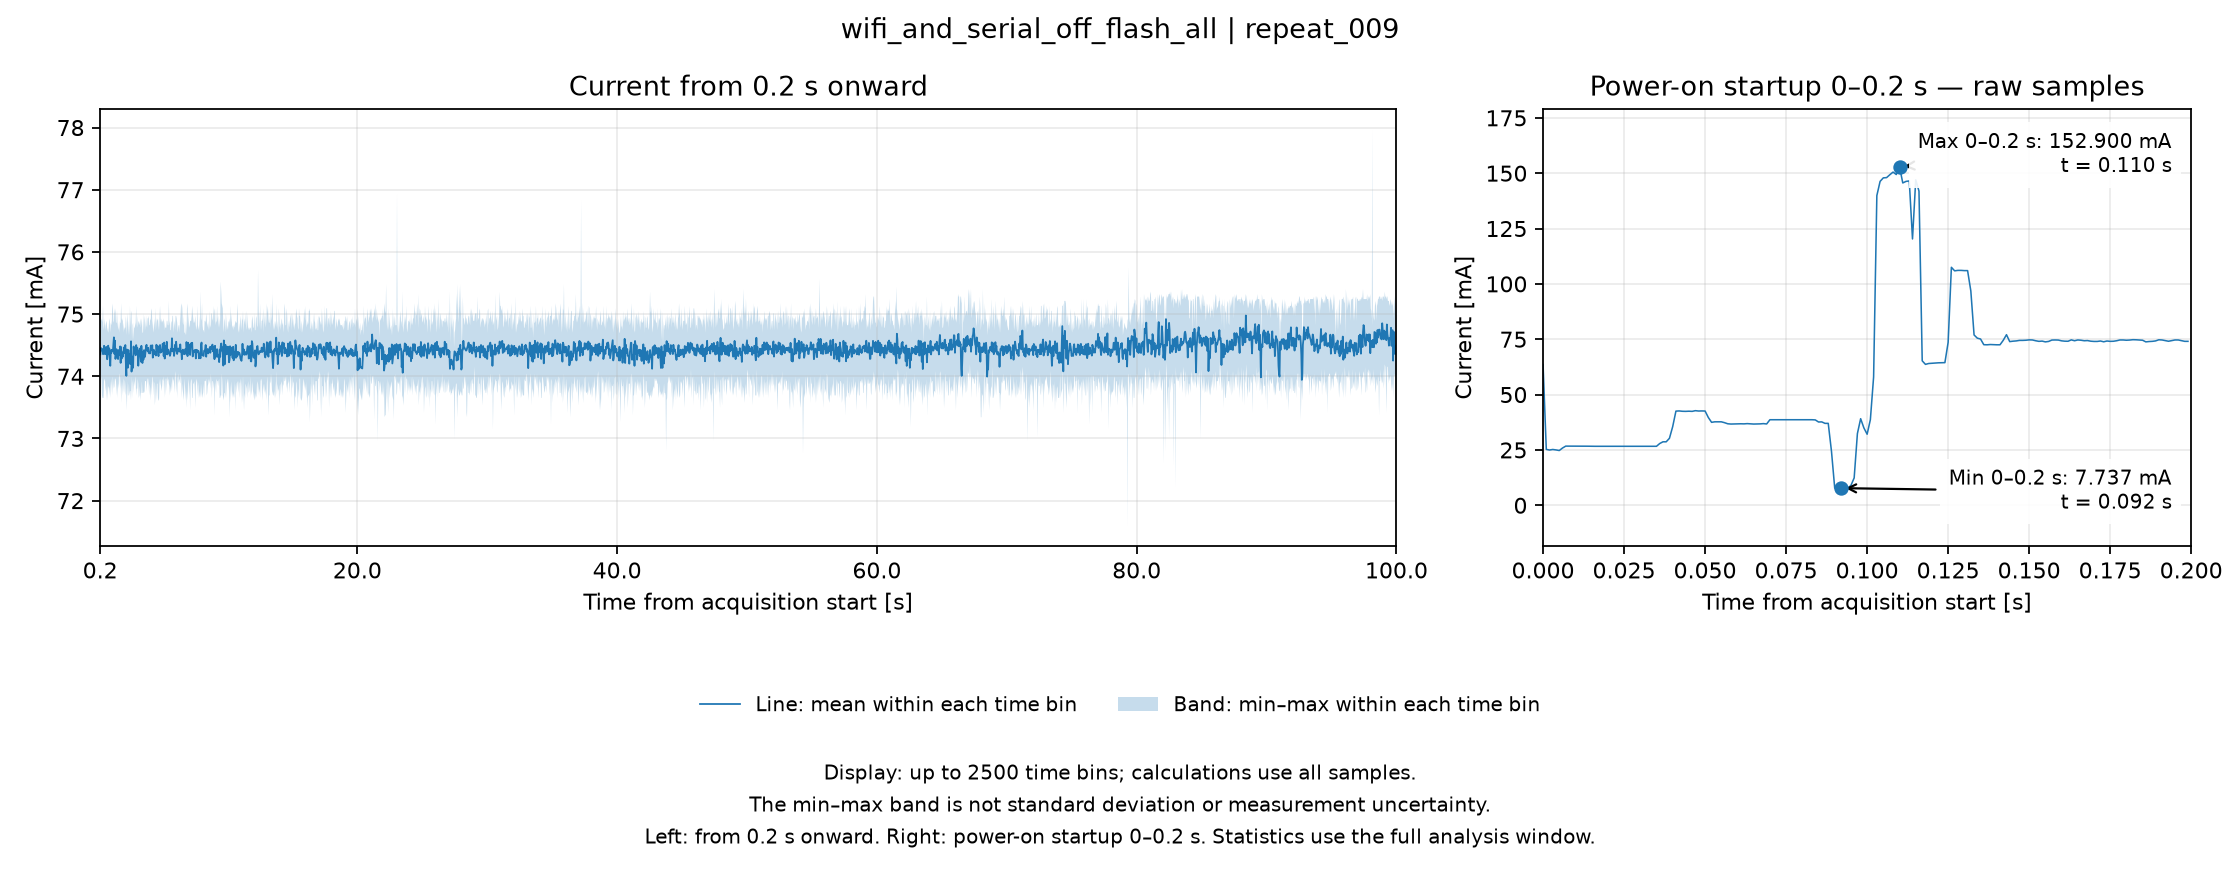 wifi_and_serial_off_flash_all | repeat_009
Current from 0.2 s onward
Current [mA]
78
77
76
75
74
73
72
0.2
20.0
40.0
60.0
80.0
100.0
Time from acquisition start [s]
Power-on startup 0–0.2 s — raw samples
Current [mA]
175
150
125
100
75
50
25
0
Max 0–0.2 s: 152.900 mA
t = 0.110 s
Min 0–0.2 s: 7.737 mA
t = 0.092 s
0.000
0.025
0.050
0.075
0.100
0.125
0.150
0.175
0.200
Time from acquisition start [s]
Line: mean within each time bin
Band: min–max within each time bin
Display: up to 2500 time bins; calculations use all samples.
The min–max band is not standard deviation or measurement uncertainty.
Left: from 0.2 s onward. Right: power-on startup 0–0.2 s. Statistics use the full analysis window.